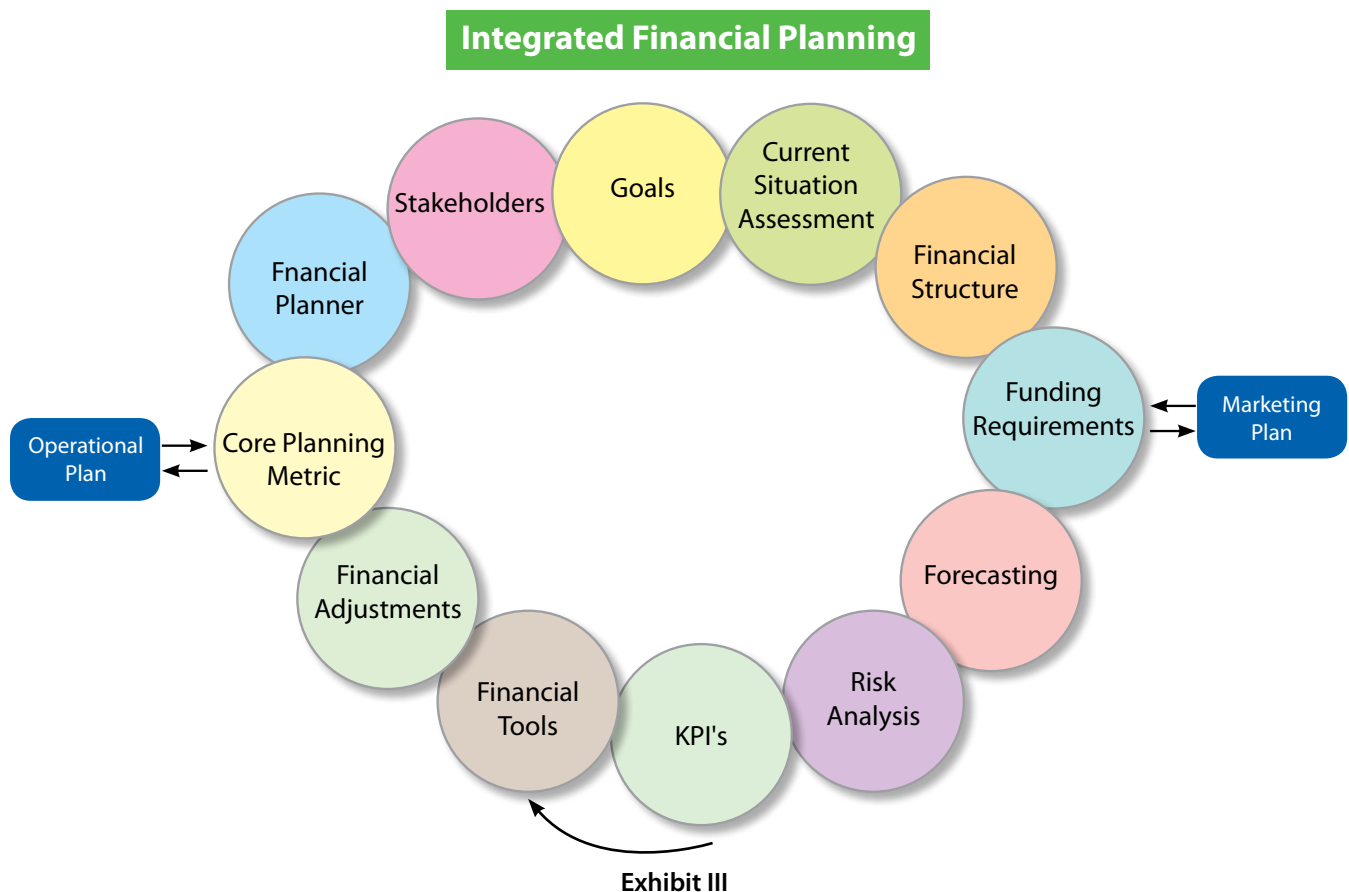 Integrated Financial Planning
Stakeholders
Goals
Current
Situation
Assessment
Financial
Structure
Funding
Requirements
Marketing
Plan
Forecasting
Risk
Analysis
KPI's
Financial
Tools
Financial
Adjustments
Core Planning
Metric
Operational
Plan
Fnancial
Planner
Exhibit III